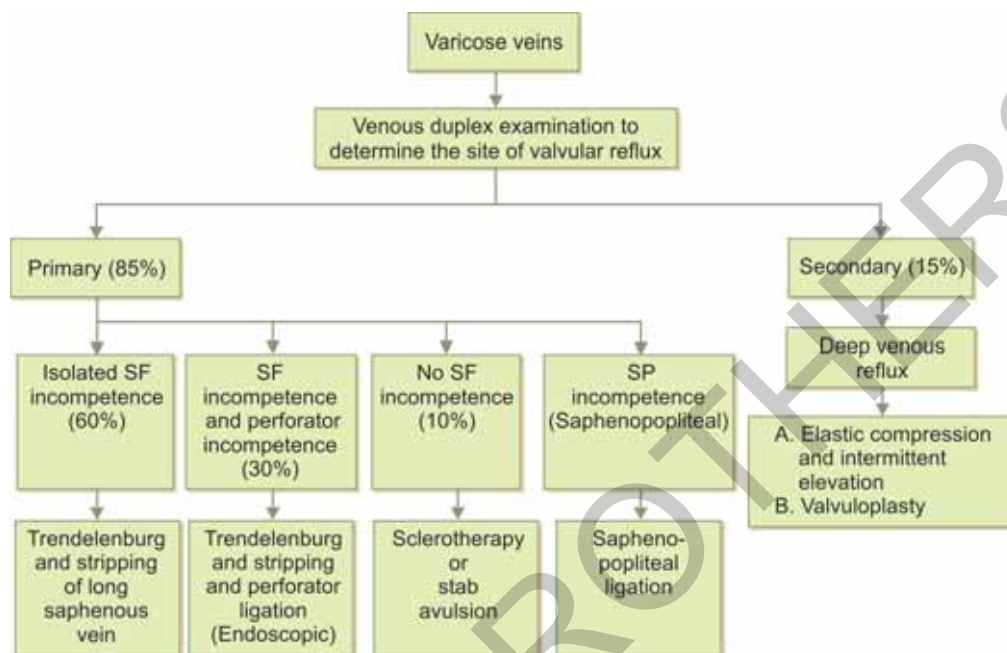 Varicose veins
Venous duplex examination to
determine the site of valvular reflux
Primary (85%)
Secondary (15%)
Isolated SF
incompetence
(60%)
SF
incompetence
and perforator
incompetence
(30%)
No SF
incompetence
(10%)
SP
incompetence
(Saphenopopliteal)
Deep venous
reflux
A. Elastic compression
and intermittent
elevation
B. Valvuloplasty
Trendelenburg
and stripping
of long
saphenous
vein
Trendelenburg
and stripping
and perforator
ligation
(Endoscopic)
Sclerotherapy
or
stab
avulsion
Sapheno-
popliteal
ligation
ROTHERS